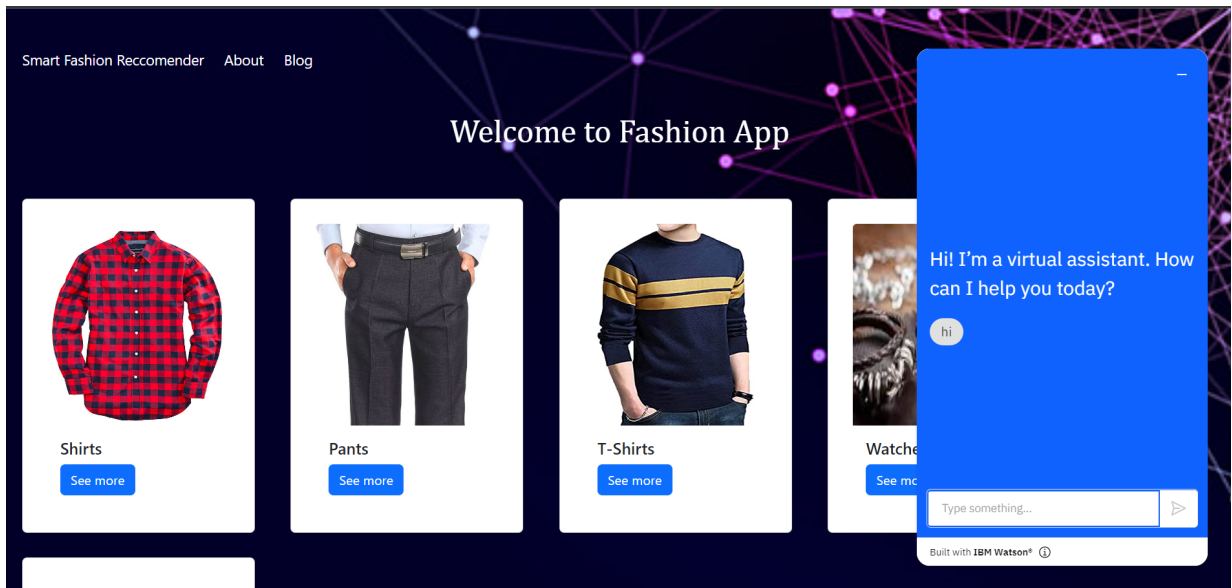 Smart Fashion Reccomender About Blog
Welcome to Fashion App
Shirts
See more
Pants
See more
T-Shirts
See more
Hi! I’m a virtual assistant. How
can I help you today?
hi
Type something...
Built with IBM Watson®